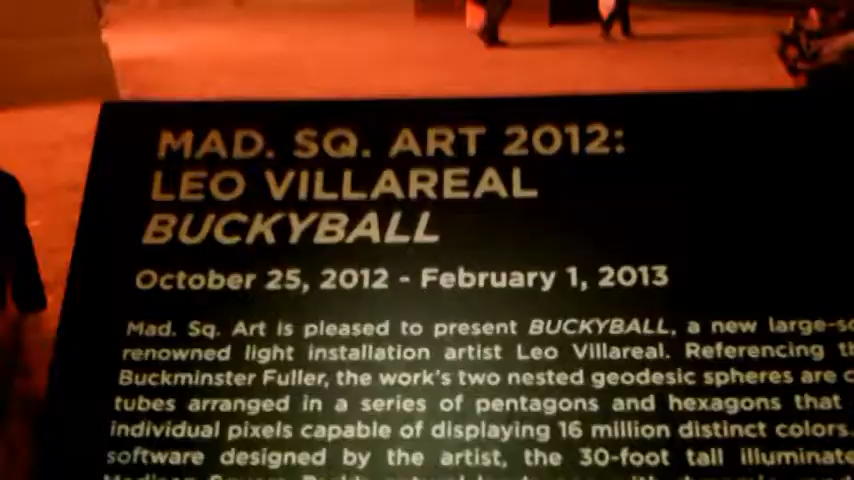 MAD. SQ. ART 2012:
LEO VILLAREAL
BUCKYBALL
October 25, 2012 - February 1, 2013
Mad. Sq. Art is pleased to present BUCKYBALL, a new
renowned light installation artist Leo Villareal. Referencing
Buckminster Fuller, the work's two nested geodesic spheres are
tubes arranged in a series of pentagons and hexagons that
individual pixels capable of displaying 16 million distinct colors.
software designed by the artist, the 30-foot tall